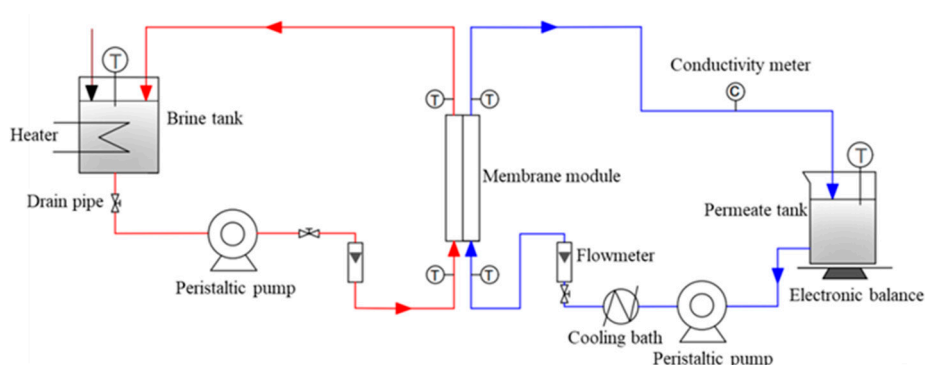 Conductivity meter
T
Brine tank
T
T
C
Heater
T
Membrane module
Drain pipe
Permeate tank
Flowmeter
Peristaltic pump
T
T
Electronic balance
Cooling bath
Peristaltic pump